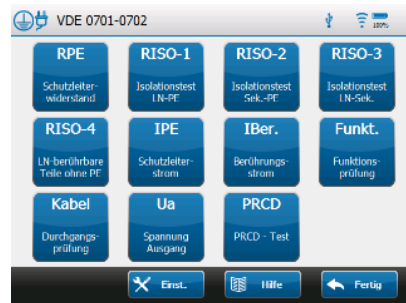 VDE 0701-0702
100%
RPE
Schutzleiter-
widerstand
RISO-1
Isolationstest
LN-PE
RISO-2
Isolationstest
Sek.-PE
RISO-3
Isolationstest
LN-Sek.
RISO-4
LN-berührbare
Teile ohne PE
IPE
Schutzleiter-
strom
IBer.
Berührungs-
strom
Funkt.
Funktions-
prüfung
Kabel
Durchgangs-
prüfung
Ua
Spannung
Ausgang
PRCD
PRCD - Test
Einst.
Hilfe
Fertig